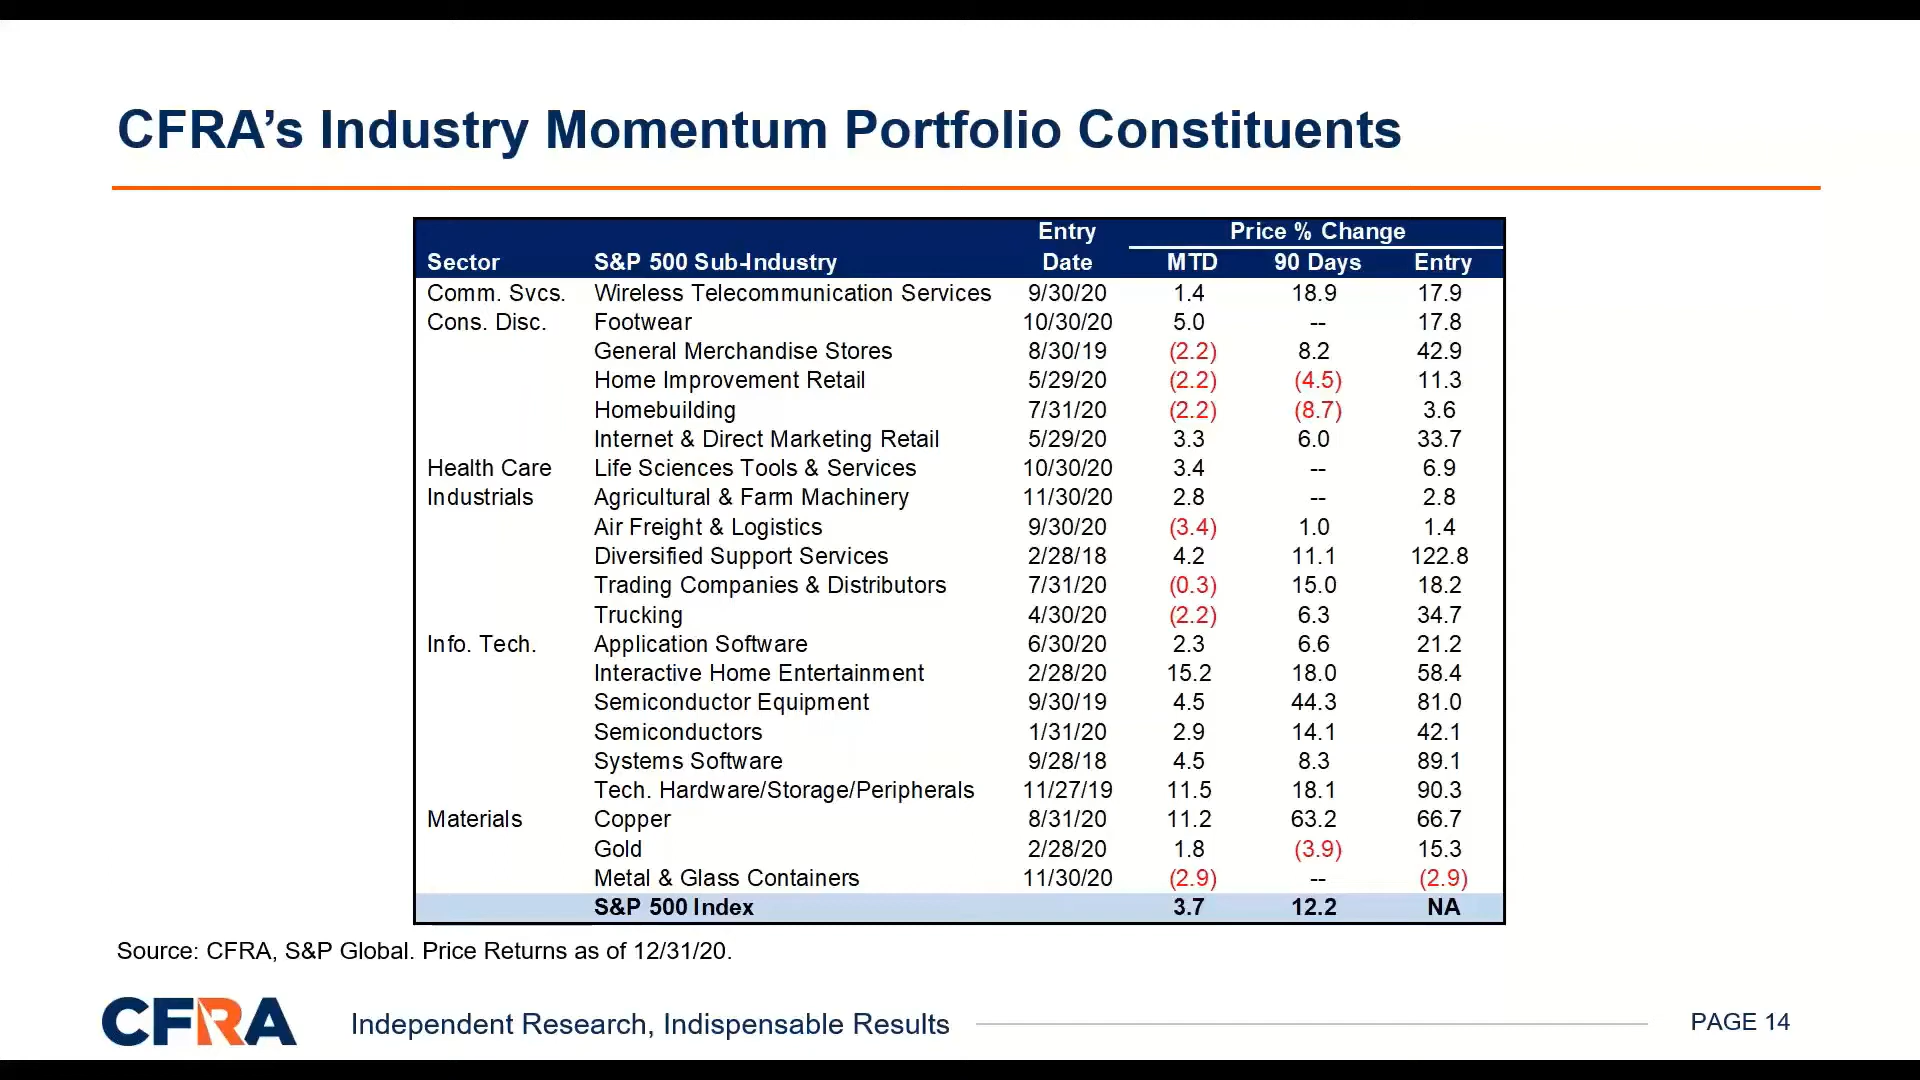 CFRA’s Industry Momentum Portfolio Constituents
Entry Price % Change
Sector S&P 500 Sub-Industry Date MTD 90 Days Entry
Comm. Svcs. Wireless Telecommunication Services 9/30/20 1.4 18.9 17.9
Cons. Disc. Footwear 10/30/20 5.0 -- 17.8
General Merchandise Stores 8/30/19 (2.2) 8.2 42.9
Home Improvement Retail 5/29/20 (2.2) (4.5) 11.3
Homebuilding 7/31/20 (2.2) (8.7) 3.6
Internet & Direct Marketing Retail 5/29/20 3.3 6.0 33.7
Health Care Life Sciences Tools & Services 10/30/20 3.4 -- 6.9
Industrials Agricultural & Farm Machinery 11/30/20 2.8 -- 2.8
Air Freight & Logistics 9/30/20 (3.4) 1.0 1.4
Diversified Support Services 2/28/18 4.2 11.1 122.8
Trading Companies & Distributors 7/31/20 (0.3) 15.0 18.2
Trucking 4/30/20 (2.2) 6.3 34.7
Info. Tech. Application Software 6/30/20 2.3 6.6 21.2
Interactive Home Entertainment 2/28/20 15.2 18.0 58.4
Semiconductor Equipment 9/30/19 4.5 44.3 81.0
Semiconductors 1/31/20 2.9 14.1 42.1
Systems Software 9/28/18 4.5 8.3 89.1
Tech. Hardware/Storage/Peripherals 11/27/19 11.5 18.1 90.3
Materials Copper 8/31/20 11.2 63.2 66.7
Gold 2/28/20 1.8 (3.9) 15.3
Metal & Glass Containers 11/30/20 (2.9) -- (2.9)
S&P 500 Index 3.7 12.2 NA
Source: CFRA, S&P Global. Price Returns as of 12/31/20.
CFRA Independent Research, Indispensable Results PAGE 14